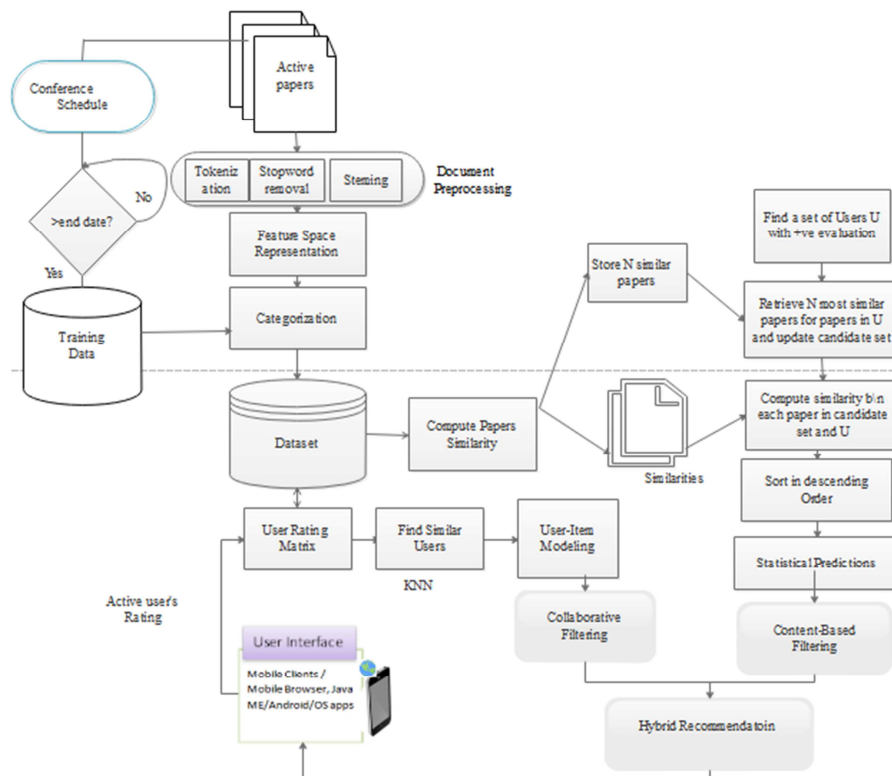 Active
papers
Conference
Schedule
Tokeniz
ation
Stopword
removal
Steming
Document
Preprocessing
No
>end date?
Yes
Feature Space
Representation
Find a set of Users U
with +ve evaluation
Store N similar
papers
Categorization
Training
Data
Retrieve N most similar
papers for papers in U
and update candidate set
Dataset
Compute Papers
Similarity
Similarities
Compute similarity b\n
each paper in candidate
set and U
Sort in descending
Order
User Rating
Matrix
Find Similar
Users
KNN
User-Item
Modeling
Statistical Predictions
Active user's
Rating
Collaborative
Filtering
Content-Based
Filtering
User Interface
Mobile Clients /
Mobile Browser, Java
ME/Android/OS apps
Hybrid Recommendatoin